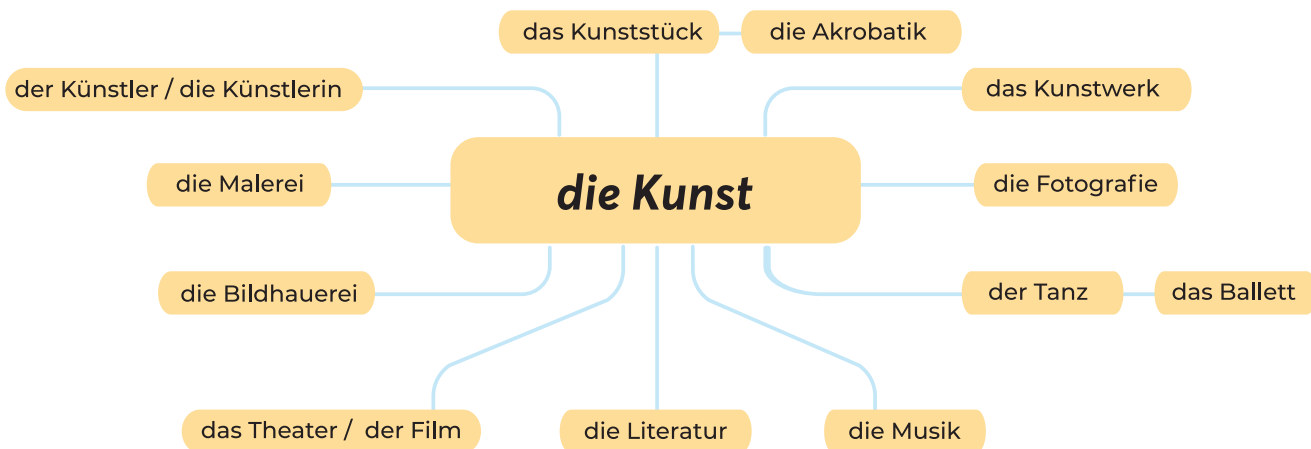 das Kunststück
die Akrobatik
der Künstler / die Künstlerin
das Kunstwerk
die Malerei
die Kunst
die Fotografie
die Bildhauerei
der Tanz
das Ballett
das Theater / der Film
die Literatur
die Musik